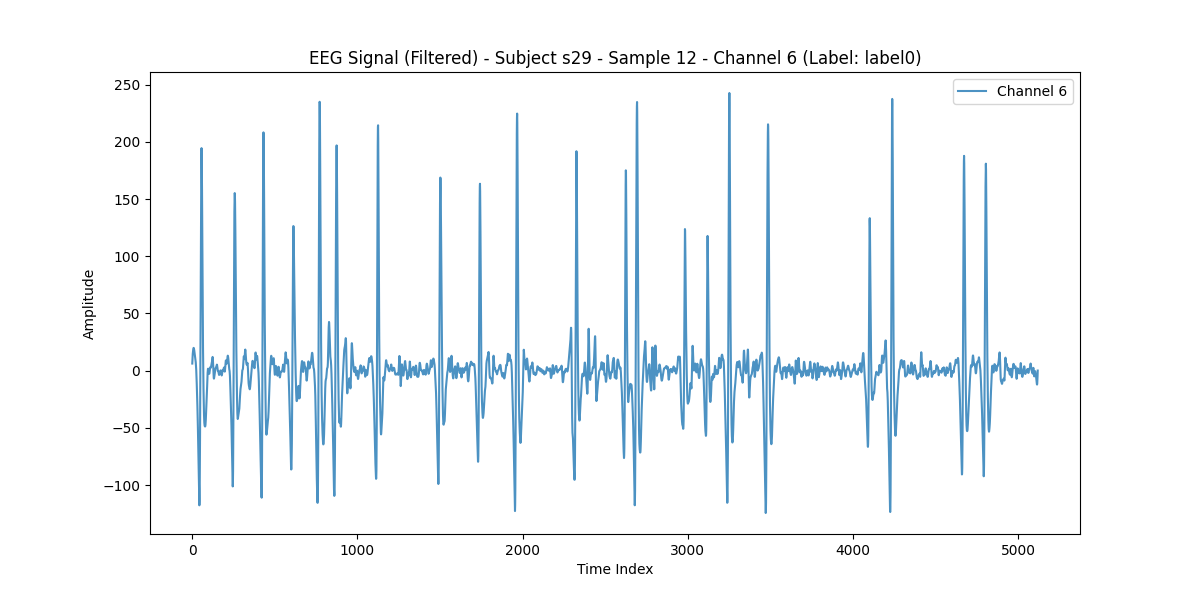 EEG Signal (Filtered) - Subject s29 - Sample 12 - Channel 6 (Label: label0)
Channel 6
250
200
150
100
50
0
−50
−100
Amplitude
0 1000 2000 3000 4000 5000
Time Index